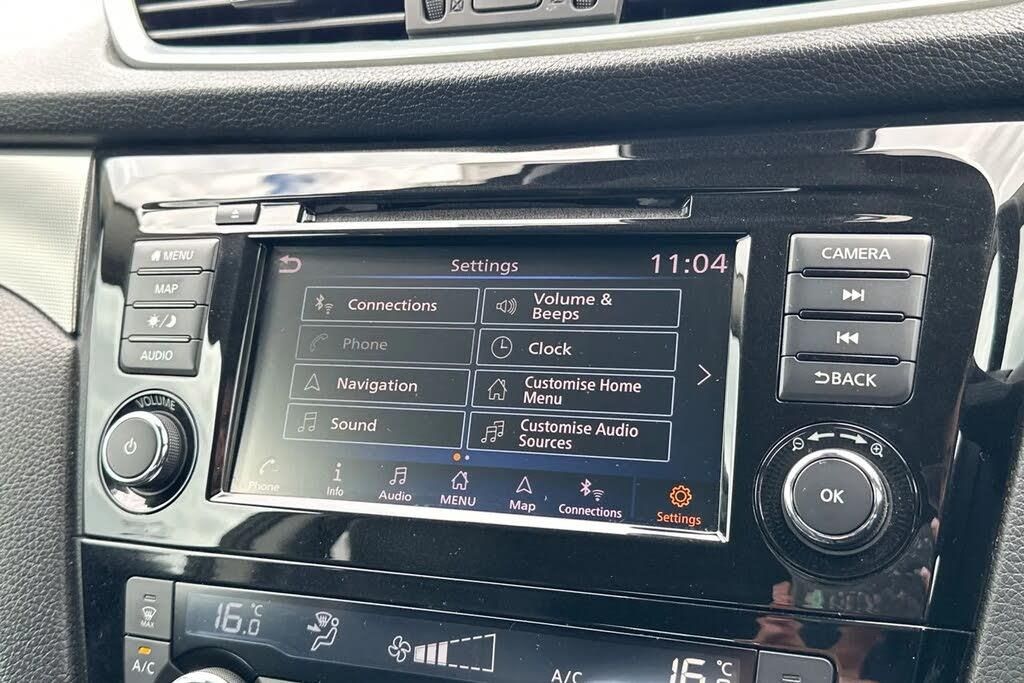 MENU
MAP
AUDIO
VOLUME
Settings
11:04
Connections
Volume &
Beeps
Phone
Clock
Navigation
Customise Home
Menu
Sound
Customise Audio
Sources
Phone
Info
Audio
MENU
Map
Connections
Settings
CAMERA
BACK
OK
MAX
A/C
16.0°C
A/C
16
°C